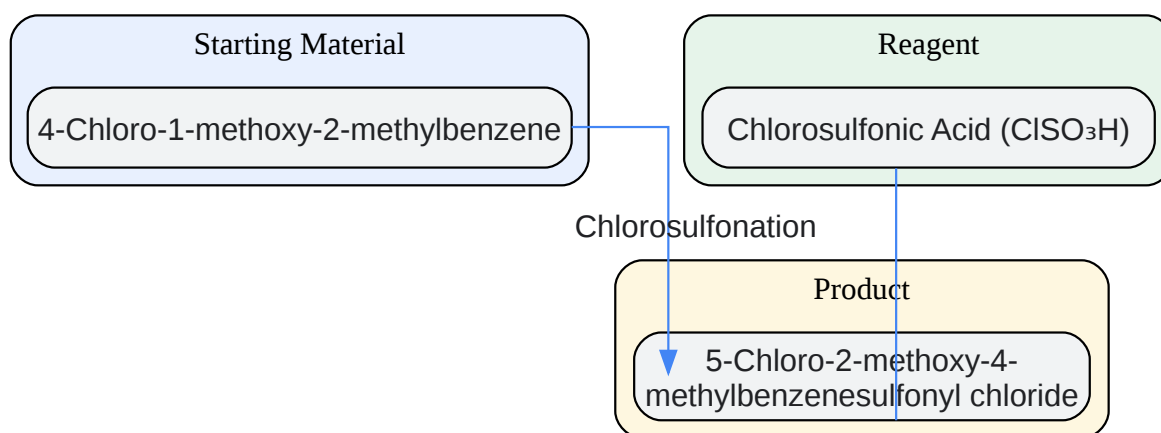 Starting Material
4-Chloro-1-methoxy-2-methylbenzene
Reagent
Chlorosulfonic Acid (ClSO₃H)
Chlorosulfonation
Product
5-Chloro-2-methoxy-4-
methylbenzenesulfonyl chloride